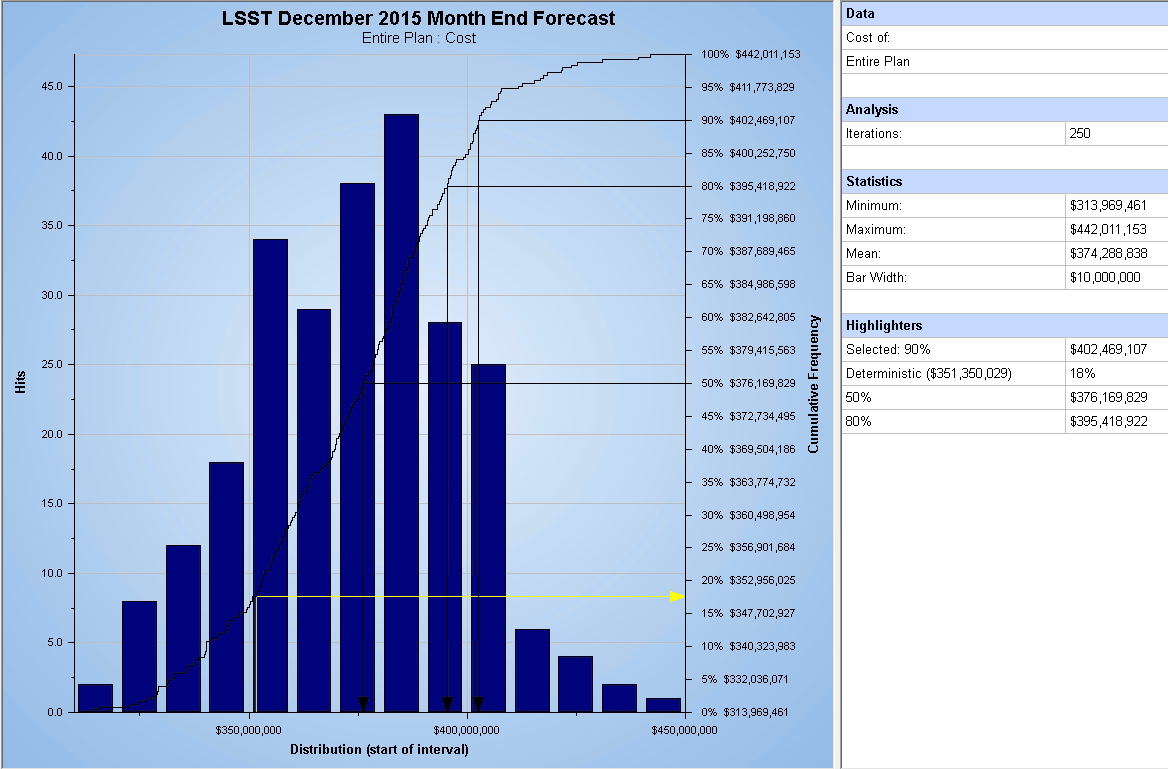 LSST December 2015 Month End Forecast
Entire Plan : Cost
Hits
45.0
40.0
35.0
30.0
25.0
20.0
15.0
10.0
5.0
0.0
100% $442,011,153
95% $411,773,829
90% $402,469,107
85% $400,252,750
80% $395,418,922
75% $391,198,860
70% $387,689,465
65% $384,986,598
60% $382,642,805
55% $379,415,563
50% $376,169,829
45% $372,734,495
40% $369,504,186
35% $363,774,732
30% $360,498,954
25% $356,901,684
20% $352,956,025
15% $347,702,927
10% $340,323,983
5% $332,036,071
0% $313,969,461
Cumulative Frequency
$350,000,000 $400,000,000 $450,000,000
Distribution (start of interval)
Data
Cost of:
Entire Plan
Analysis
Iterations: 250
Statistics
Minimum: $313,969,461
Maximum: $442,011,153
Mean: $374,288,838
Bar Width: $10,000,000
Highlighters
Selected: 90% $402,469,107
Deterministic ($351,350,029) 18%
50% $376,169,829
80% $395,418,922